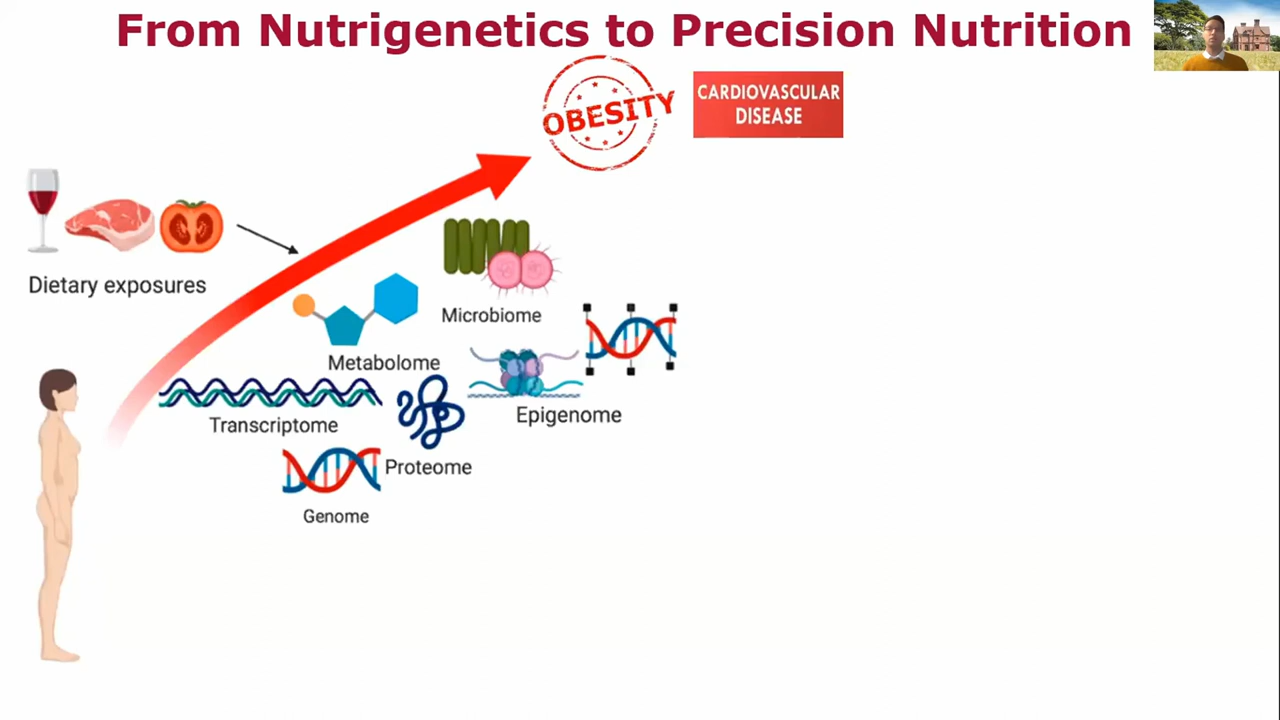 From Nutrigenetics to Precision Nutrition
OBESITY
CARDIOVASCULAR
DISEASE
Dietary exposures
Microbiome
Metabolome
Epigenome
Transcriptome
Proteome
Genome